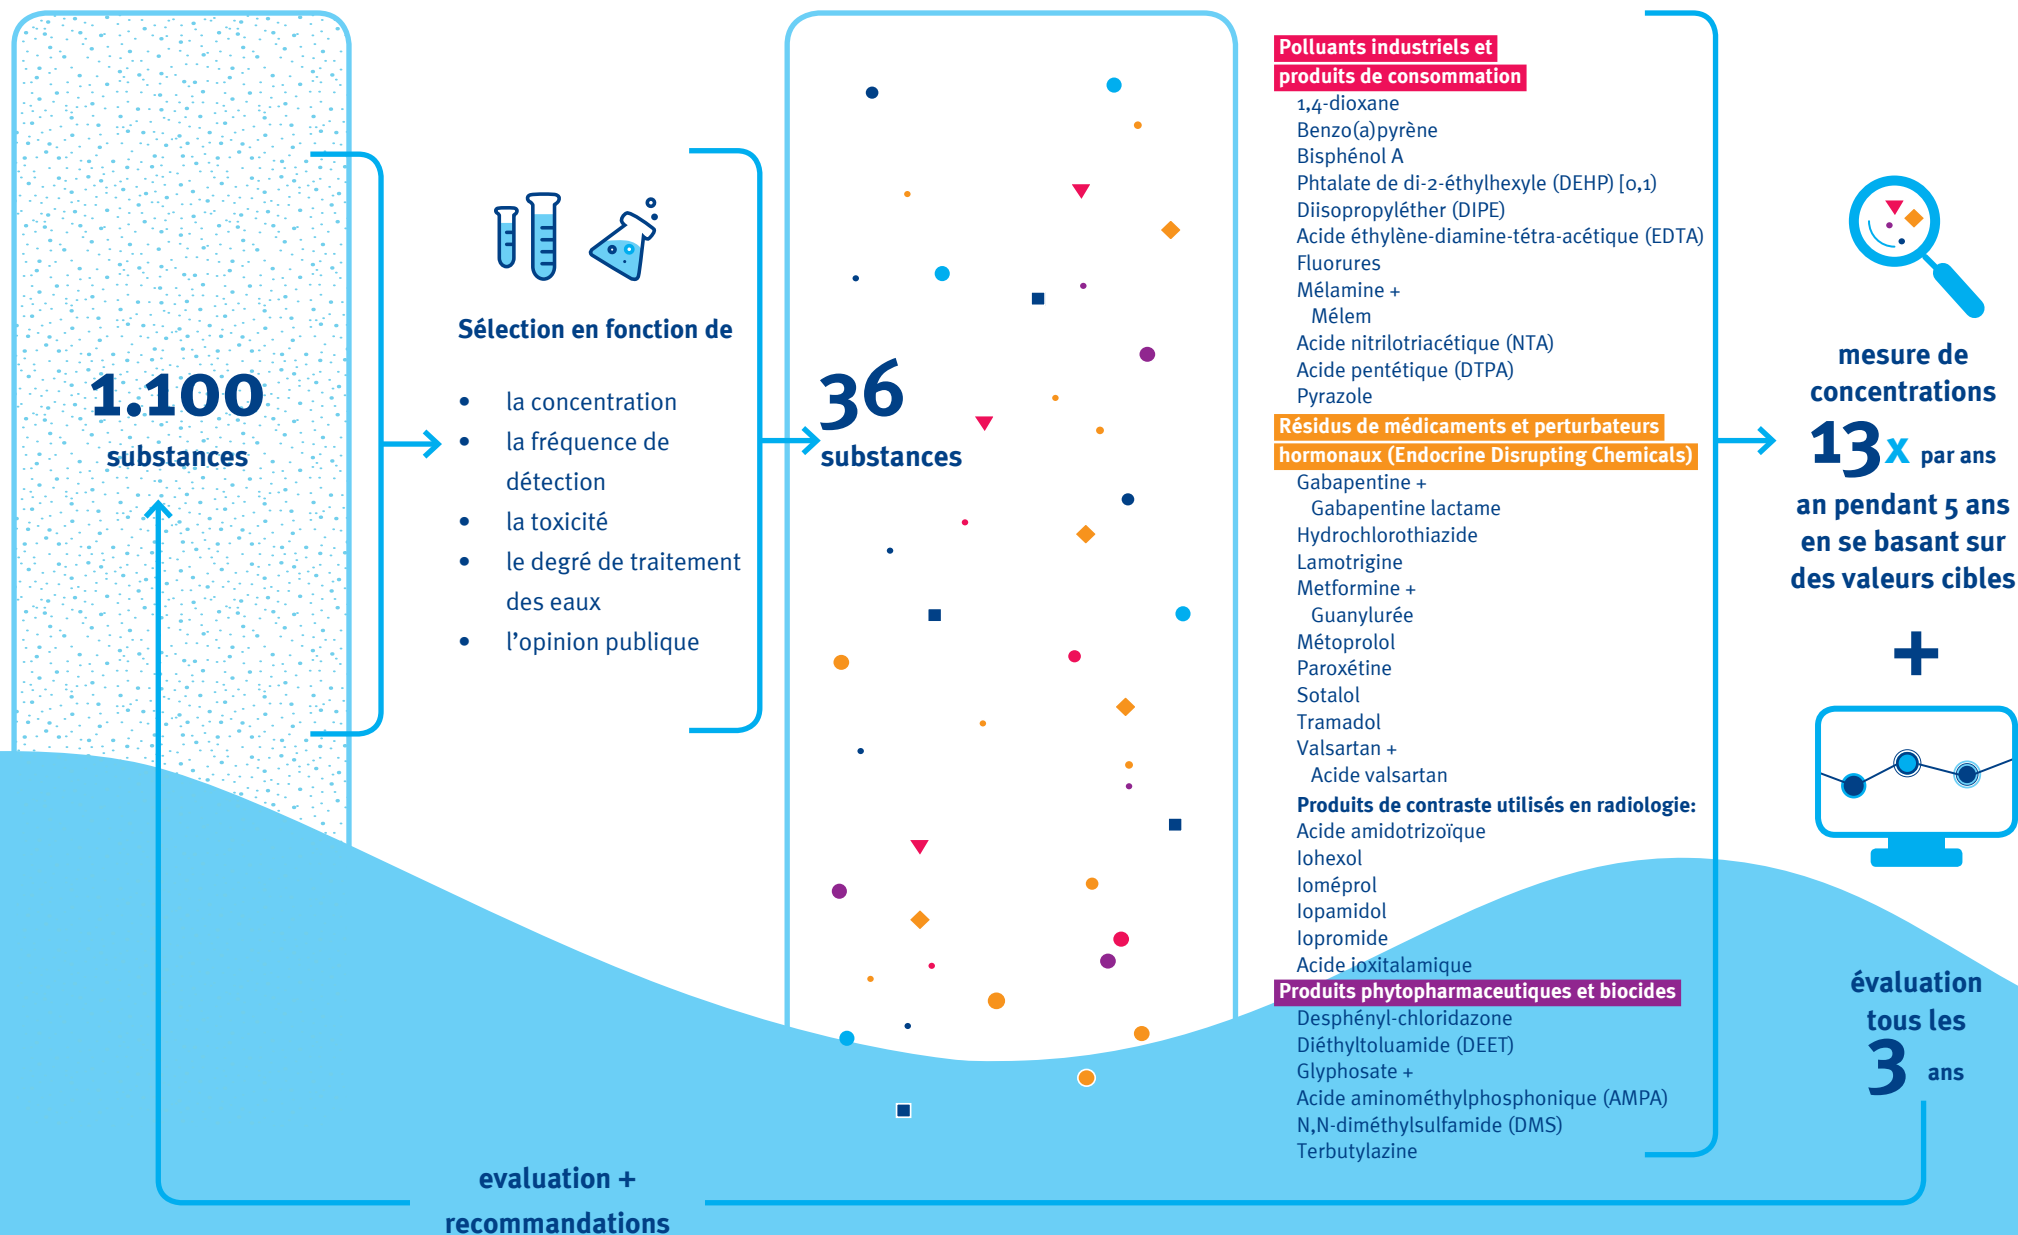 1.100
substances
Sélection en fonction de
• la concentration
• la fréquence de
détection
• la toxicité
• le degré de traitement
des eaux
• l'opinion publique
36
substances
Polluants industriels et
produits de consommation
1,4-dioxane
Benzo(a)pyrène
Bisphénol A
Phtalate de di-2-éthylhexyle (DEHP) [0,1)
Diisopropyléther (DIPE)
Acide éthylène-diamine-tétra-acétique (EDTA)
Fluorures
Mélamine +
Mélem
Acide nitrilotriacétique (NTA)
Acide pentétique (DTPA)
Pyrazole
Résidus de médicaments et perturbateurs
hormonaux (Endocrine Disrupting Chemicals)
Gabapentine +
Gabapentine lactame
Hydrochlorothiazide
Lamotrigine
Metformine +
Guanylurée
Métoprolol
Paroxétine
Sotalol
Tramadol
Valsartan +
Acide valsartan
Produits de contraste utilisés en radiologie:
Acide amidotrizoïque
Iohexol
Ioméprol
Iopamidol
Iopromide
Acide ioxitalamique
Produits phytopharmaceutiques et biocides
Desphényl-chloridazone
Diéthyltoluamide (DEET)
Glyphosate +
Acide aminométhylphosphonique (AMPA)
N,N-diméthylsulfamide (DMS)
Terbutylazine
mesure de
concentrations
13x par ans
an pendant 5 ans
en se basant sur
des valeurs cibles
+
évaluation
tous les
3 ans
evaluation +
recommandations